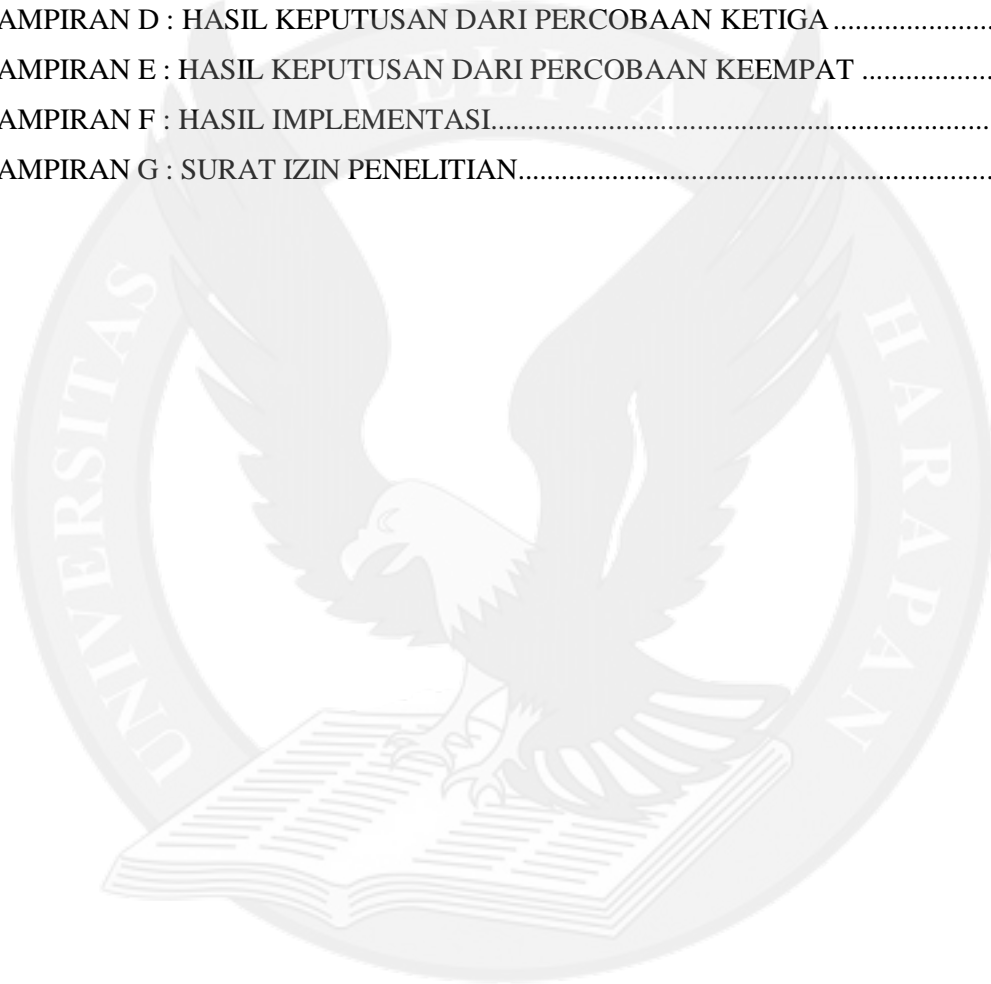 AMPIRAN D : HASIL KEPUTUSAN DARI PERCOBAAN KETIGA ......................
AMPIRAN E : HASIL KEPUTUSAN DARI PERCOBAAN KEEMPAT ..................
AMPIRAN F : HASIL IMPLEMENTASI.....................................................................
AMPIRAN G : SURAT IZIN PENELITIAN.................................................................
UNIVERSITAS PELITA HARAPAN